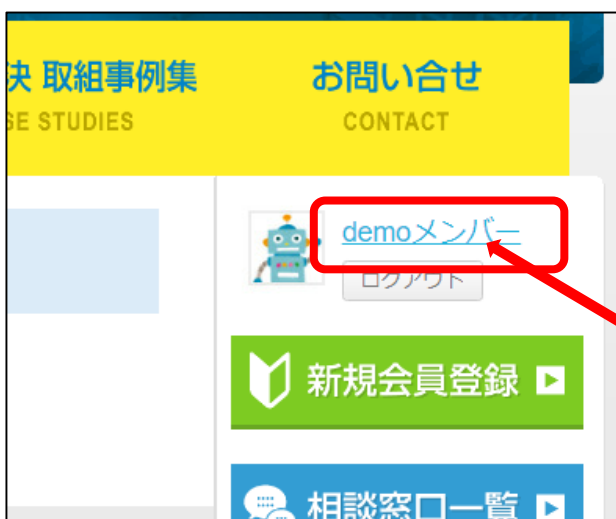 決 取組事例集
SE STUDIES
お問い合せ
CONTACT
demoメンバー
ログアウト
新規会員登録
相談窓口一覧